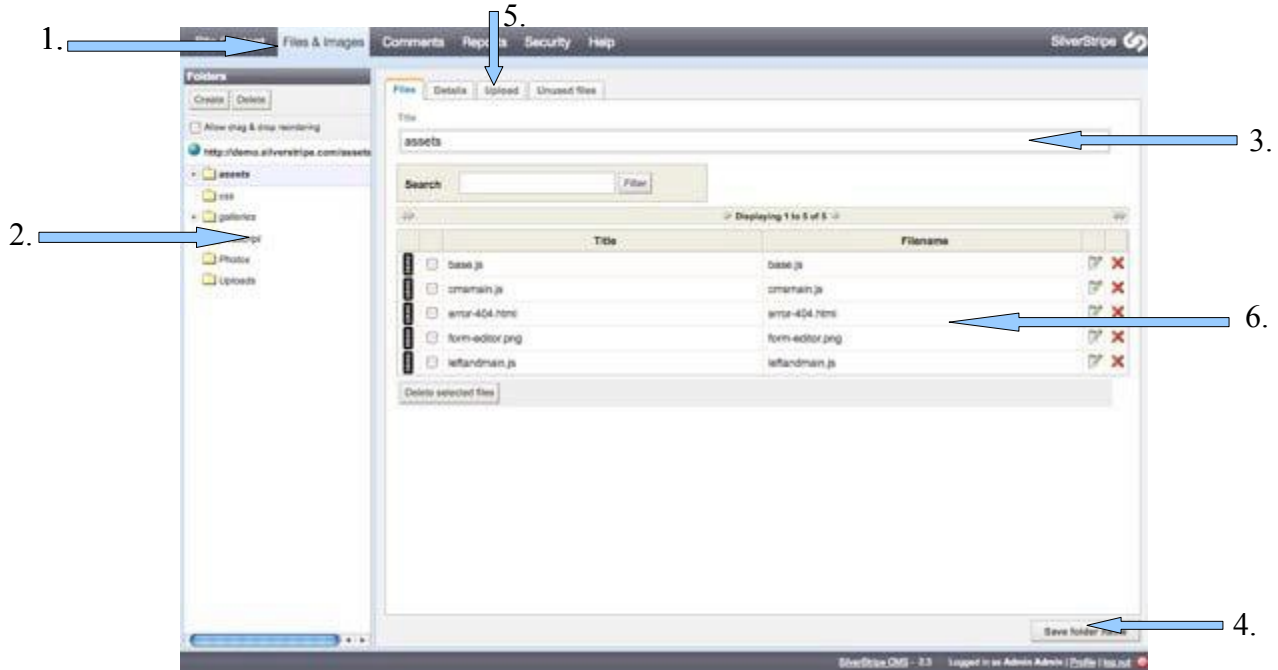 5.
1.
Files & Images Comments Reports Security Help SilverStripe
Folders
Create Delete
Files Details Upload Unused files
Allow drag & drop reordering
Title
http://demo.silverstripe.com/assets
assets
3.
assets
Search Filter
css
galleries
Displaying 1 to 5 of 5
2.
Title Filename
Photos
base.js base.js
Uploads
cmsmain.js cmsmain.js
error-404.html error-404.html
6.
form-editor.png form-editor.png
leftandmain.js leftandmain.js
Delete selected files
Save folder
4.
SilverStripe CMS - 2.3 Logged in as Admin Admin | Profile | log out